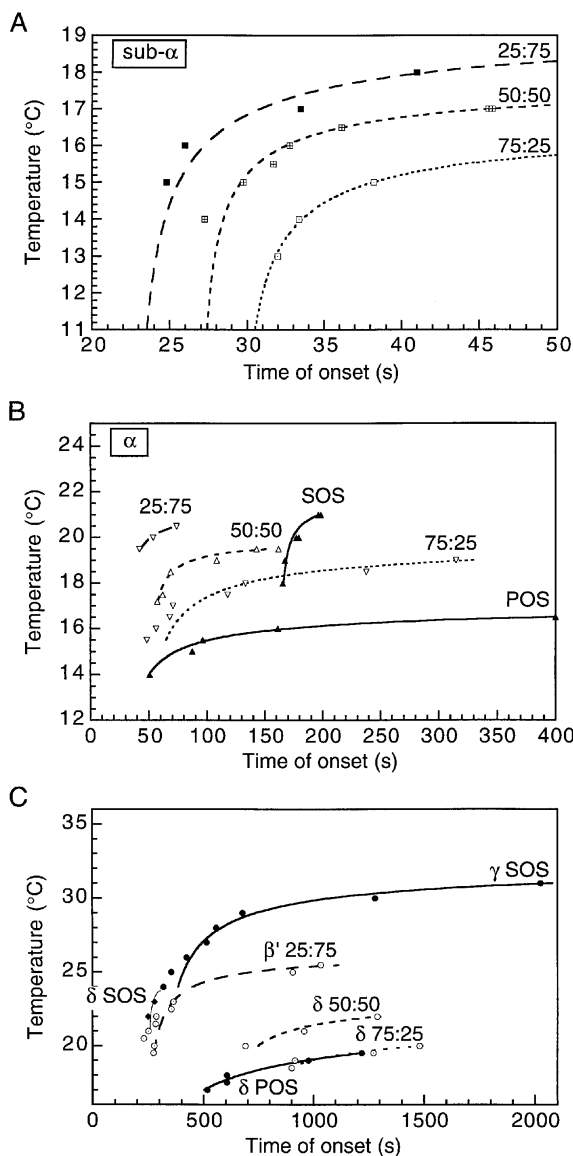 A
sub-α
19
18
17
16
15
14
13
12
11
Temperature (°C)
25:75
50:50
75:25
20 25 30 35 40 45 50
Time of onset (s)
B
α
24
22
20
18
16
14
12
Temperature (°C)
25:75
50:50
SOS
75:25
POS
0 50 100 150 200 250 300 350 400
Time of onset (s)
C
35
30
25
20
Temperature (°C)
γ SOS
β' 25:75
δ SOS
δ 50:50
δ 75:25
δ POS
0 500 1000 1500 2000
Time of onset (s)